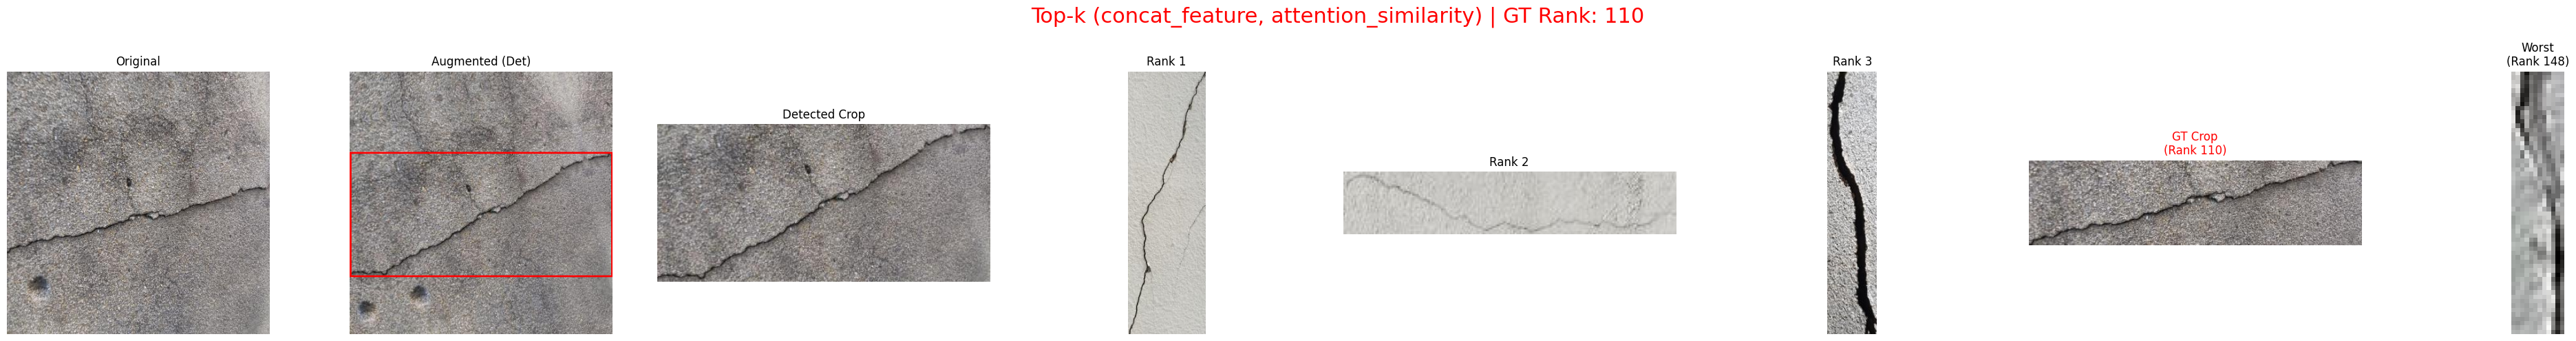 Top-k (concat_feature, attention_similarity) | GT Rank: 110
Original
Augmented (Det)
Detected Crop
Rank 1
Rank 2
Rank 3
GT Crop
(Rank 110)
Worst
(Rank 148)